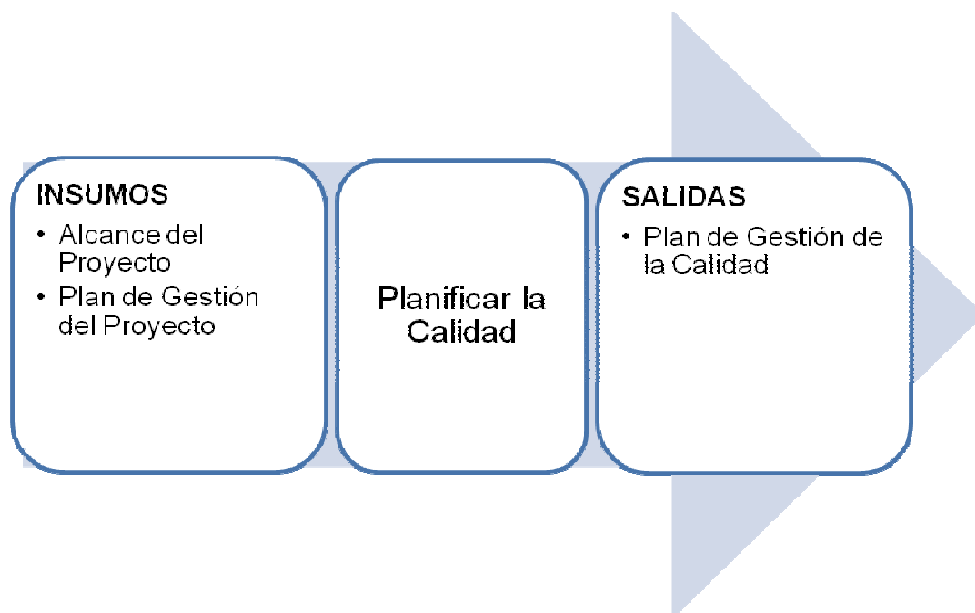 INSUMOS
• Alcance del
Proyecto
• Plan de Gestión
del Proyecto
Planificar la
Calidad
SALIDAS
• Plan de Gestión de
la Calidad